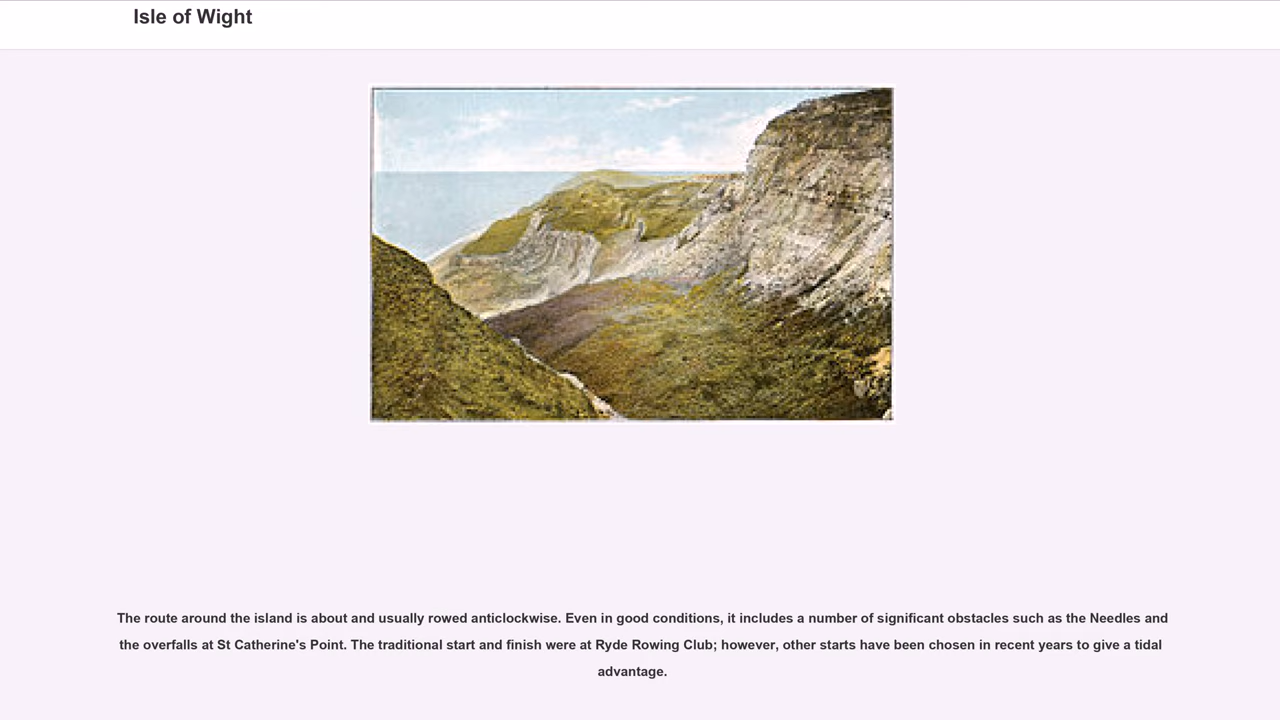 Isle of Wight
The route around the island is about and usually rowed anticlockwise. Even in good conditions, it includes a number of significant obstacles such as the Needles and
the overfalls at St Catherine's Point. The traditional start and finish were at Ryde Rowing Club; however, other starts have been chosen in recent years to give a tidal
advantage.